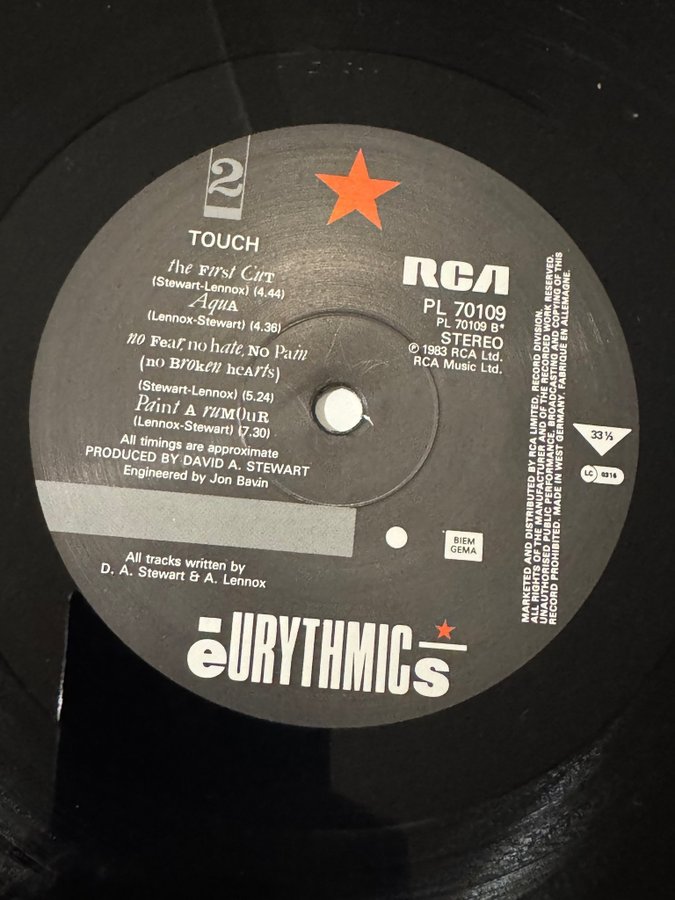 2
TOUCH
the First Cut
(Stewart-Lennox) (4.44)
Aqua
(Lennox-Stewart) (4.36)
no Fear, no hate, No Pain
(no Broken hearts)
(Stewart-Lennox) (5.24)
Paint A ruMOuR
(Lennox-Stewart) (7.30)
All timings are approximate
PRODUCED BY DAVID A. STEWART
Engineered by Jon Bavin
All tracks written by
D. A. Stewart & A. Lennox
RCA
PL 70109
PL 70109 B*
STEREO
℗ 1983 RCA Ltd.
RCA Music Ltd.
33⅓
LC 0316
BIEM
GEMA
MARKETED AND DISTRIBUTED BY RCA LIMITED, RECORD DIVISION.
ALL RIGHTS OF THE MANUFACTURER AND OF THE RECORDED WORK RESERVED.
UNAUTHORISED PUBLIC PERFORMANCE, BROADCASTING AND COPYING OF THIS
RECORD PROHIBITED. MADE IN WEST GERMANY. FABRIQUE EN ALLEMAGNE.
eURYTHMICs